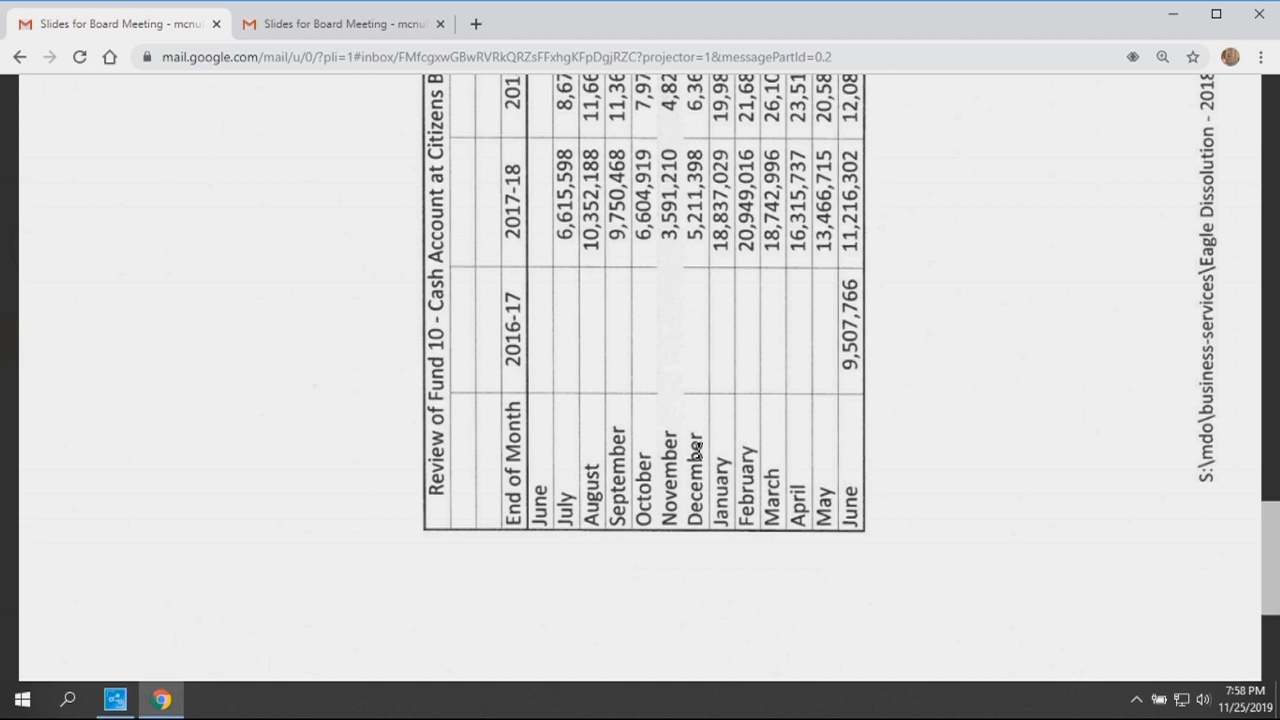 Slides for Board Meeting - mcnu
Slides for Board Meeting - mcnu
mail.google.com/mail/u/0/?pli=1#inbox/FMfcgxwGBwRVRkQRZsFFxhgKFpDgjRZC?projector=1&messagePartId=0.2
Review of Fund 10 - Cash Account at Citizens B
End of Month 2016-17 2017-18 201
June
July 6,615,598 8,67
August 10,352,188 11,66
September 9,750,468 11,36
October 6,604,919 7,97
November 3,591,210 4,82
December 5,211,398 6,36
January 18,837,029 19,98
February 20,949,016 21,68
March 18,742,996 26,10
April 16,315,737 23,51
May 13,466,715 20,58
June 9,507,766 11,216,302 12,08
S:\mdo\business-services\Eagle Dissolution - 2018
7:58 PM
11/25/2019